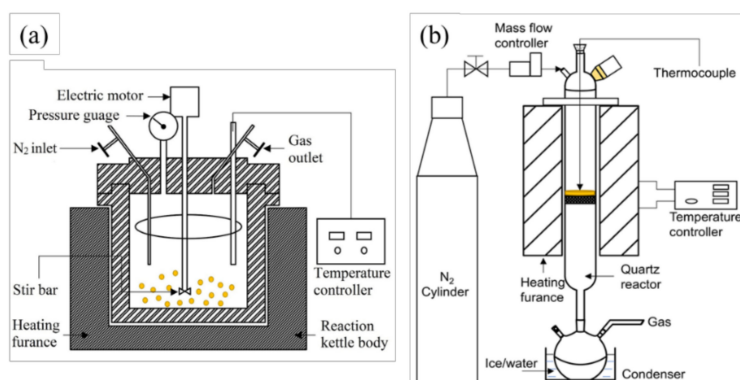 (a)
Electric motor
Pressure guage
N₂ inlet
Gas
outlet
Temperature
controller
Stir bar
Heating
furance
Reaction
kettle body
(b)
Mass flow
controller
Thermocouple
Temperature
controller
N₂
Cylinder
Heating
furance
Quartz
reactor
Gas
Ice/water
Condenser